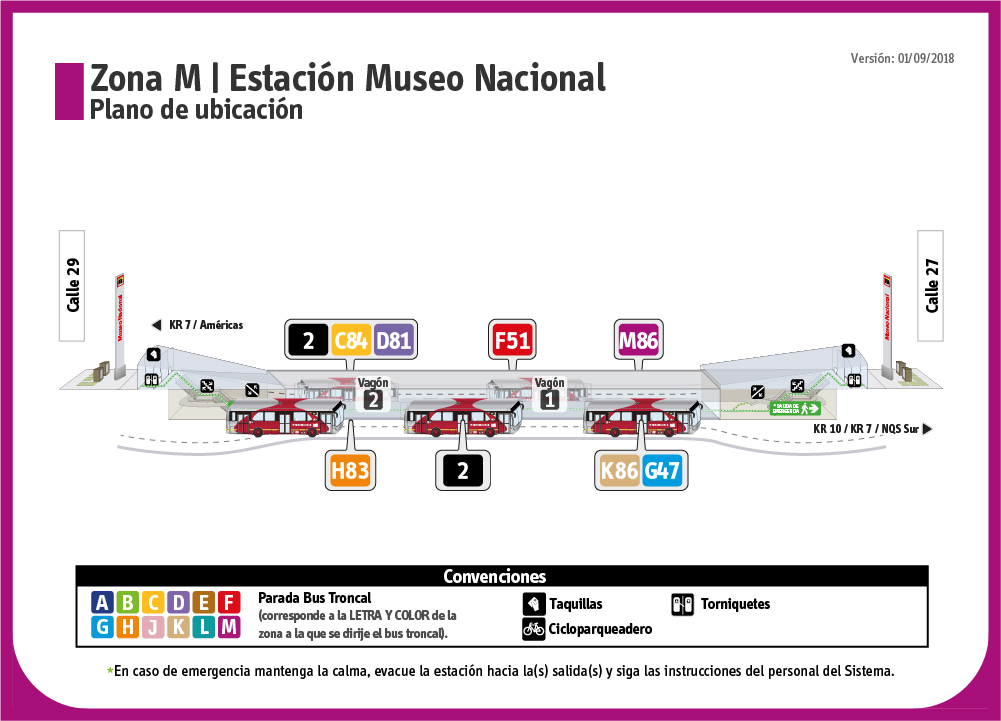 Versión: 01/09/2018
Zona M | Estación Museo Nacional
Plano de ubicación
Calle 29
Calle 27
Museo Nacional
Museo Nacional
KR 7 / Américas
2 C84 D81
F51
M86
Vagón
2
Vagón
1
*SALIDA DE
EMERGENCIA
KR 10 / KR 7 / NQS Sur
H83
2
K86 G47
Convenciones
A B C D E F
G H J K L M
Parada Bus Troncal
(corresponde a la LETRA Y COLOR de la
zona a la que se dirije el bus troncal).
Taquillas
Cicloparqueadero
Torniquetes
*En caso de emergencia mantenga la calma, evacue la estación hacia la(s) salida(s) y siga las instrucciones del personal del Sistema.